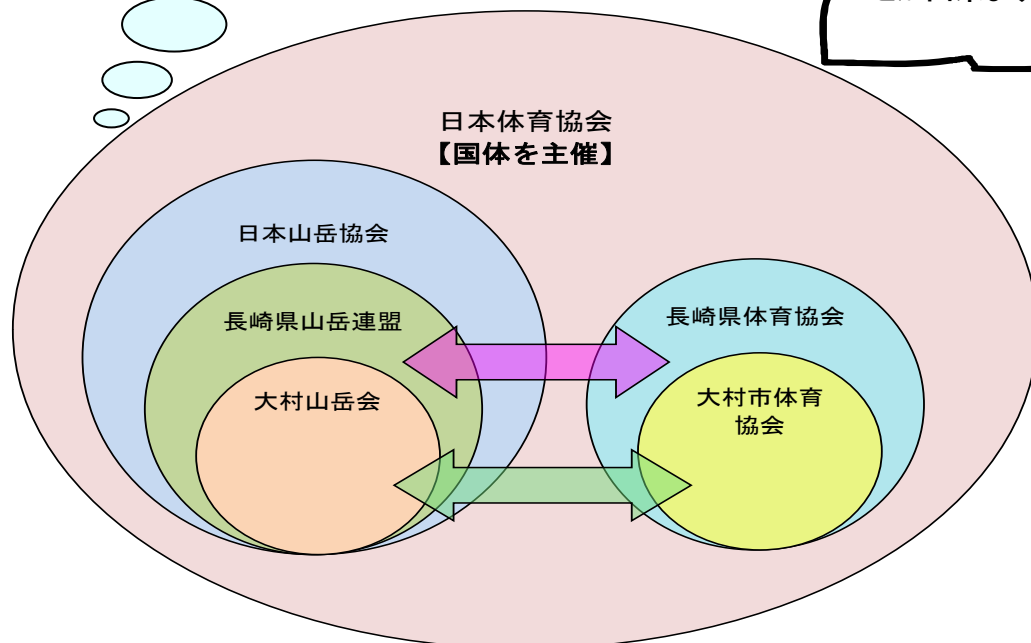 日本体育協会
【国体を主催】
日本山岳協会
長崎県山岳連盟
長崎県体育協会
大村山岳会
大村市体育
協会